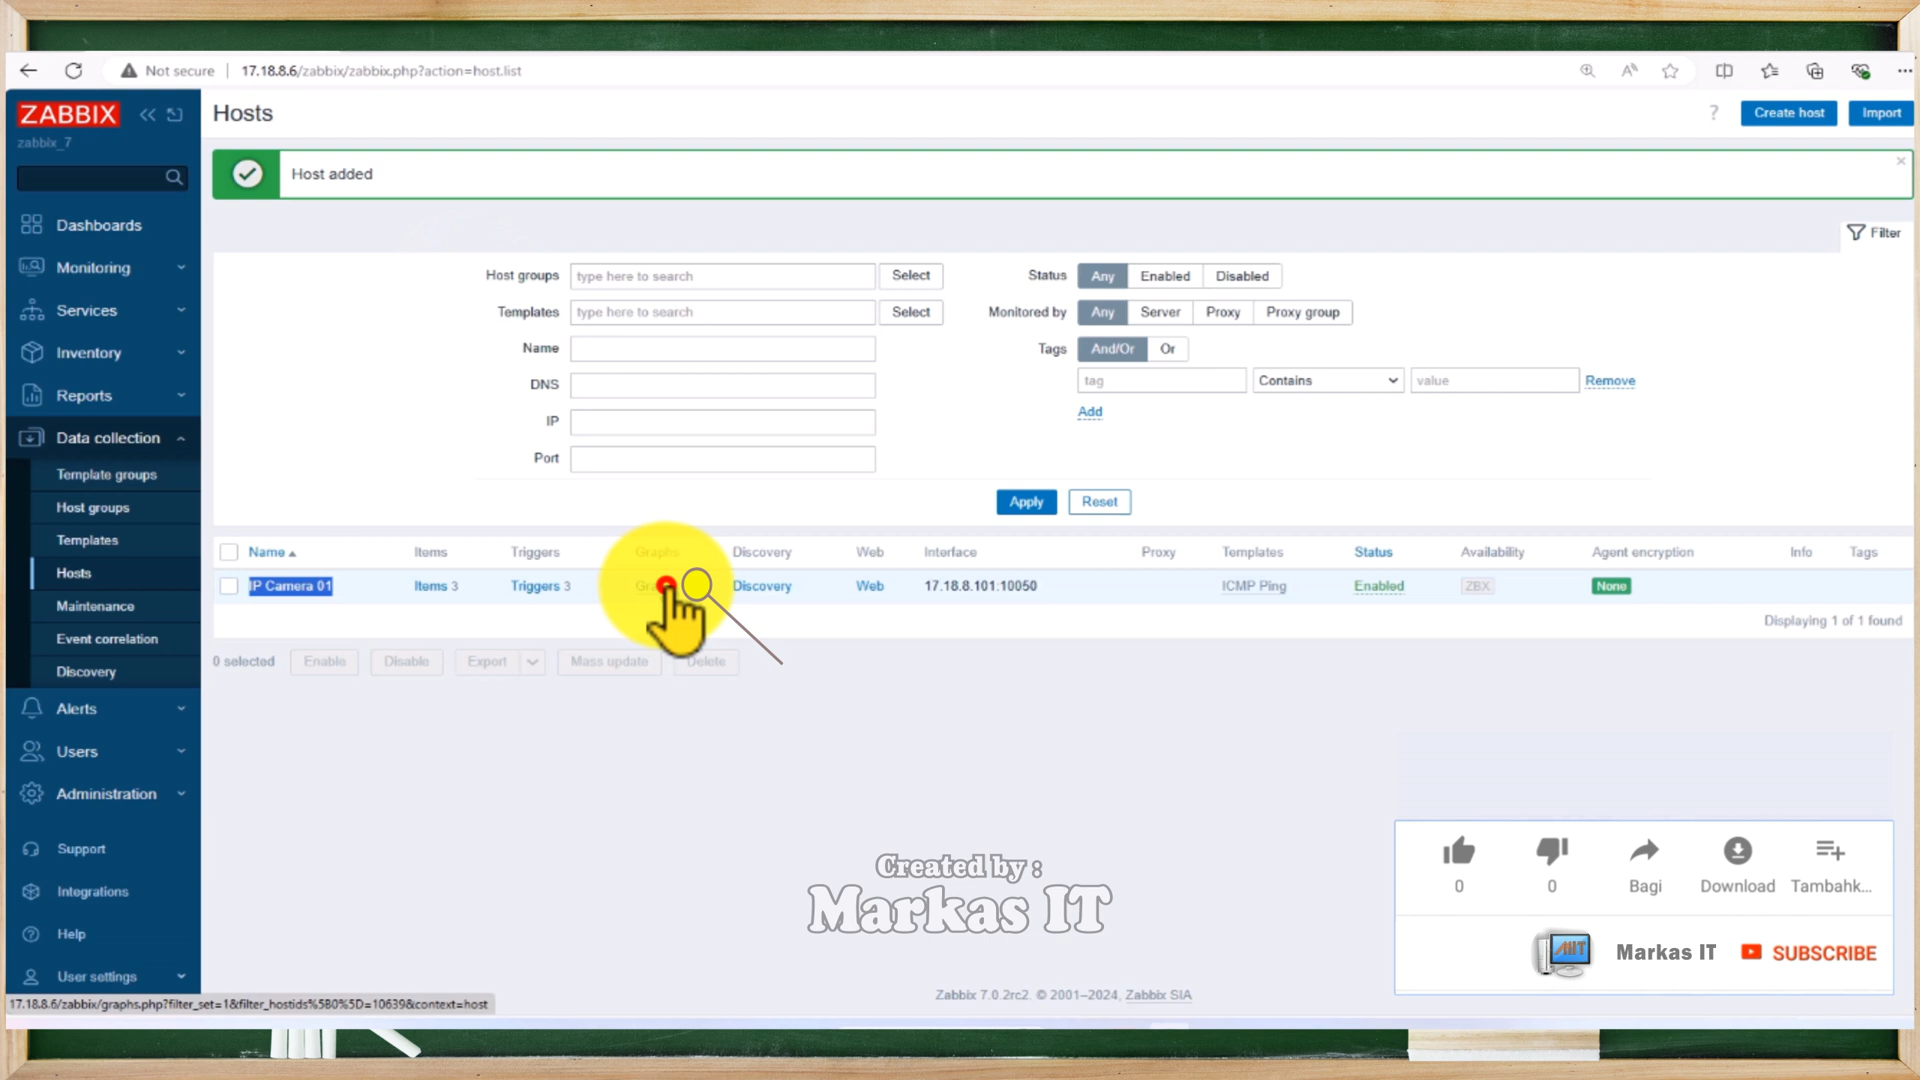 Not secure
17.18.8.6/zabbix/zabbix.php?action=host.list
ZABBIX
zabbix_7
Dashboards
Monitoring
Services
Inventory
Reports
Data collection
Template groups
Host groups
Templates
Hosts
Maintenance
Event correlation
Discovery
Alerts
Users
Administration
Support
Integrations
Help
User settings
17.18.8.6/zabbix/graphs.php?filter_set=1&filter_hostids%5B0%5D=10639&context=host
Hosts
? Create host Import
Host added
Filter
Host groups type here to search Select
Templates type here to search Select
Name
DNS
IP
Port
Status Any Enabled Disabled
Monitored by Any Server Proxy Proxy group
Tags And/Or Or
tag Contains value Remove
Add
Apply Reset
Name Items Triggers Graphs Discovery Web Interface Proxy Templates Status Availability Agent encryption Info Tags
IP Camera 01 Items 3 Triggers 3 Discovery Web 17.18.8.101:10050 ICMP Ping Enabled ZBX None
Displaying 1 of 1 found
0 selected Enable Disable Export Mass update Delete
Created by :
Markas IT
0 0 Bagi Download Tambahk...
MIT Markas IT SUBSCRIBE
Zabbix 7.0.2rc2. © 2001–2024, Zabbix SIA